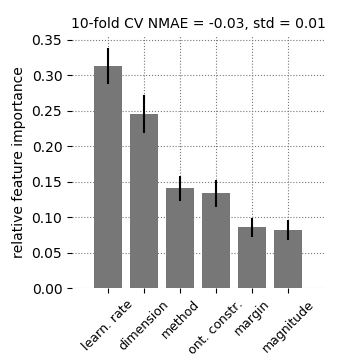 10-fold CV NMAE = -0.03, std = 0.01
relative feature importance
0.35
0.30
0.25
0.20
0.15
0.10
0.05
0.00
learn. rate
dimension
method
ont. constr.
margin
magnitude